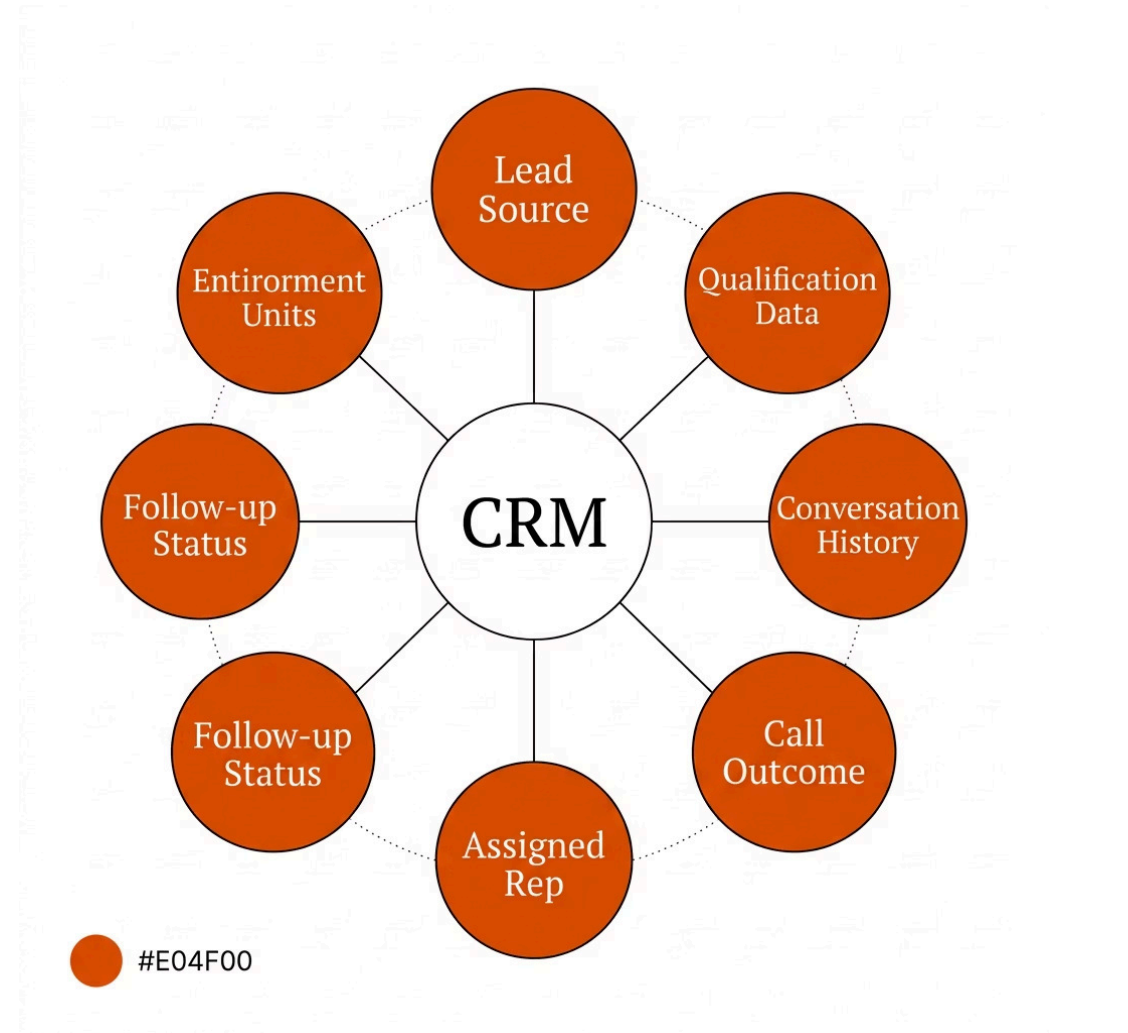 Lead
Source
Qualification
Data
Conversation
History
Call
Outcome
Assigned
Rep
Follow-up
Status
Follow-up
Status
Entirorment
Units
CRM
#E04F00